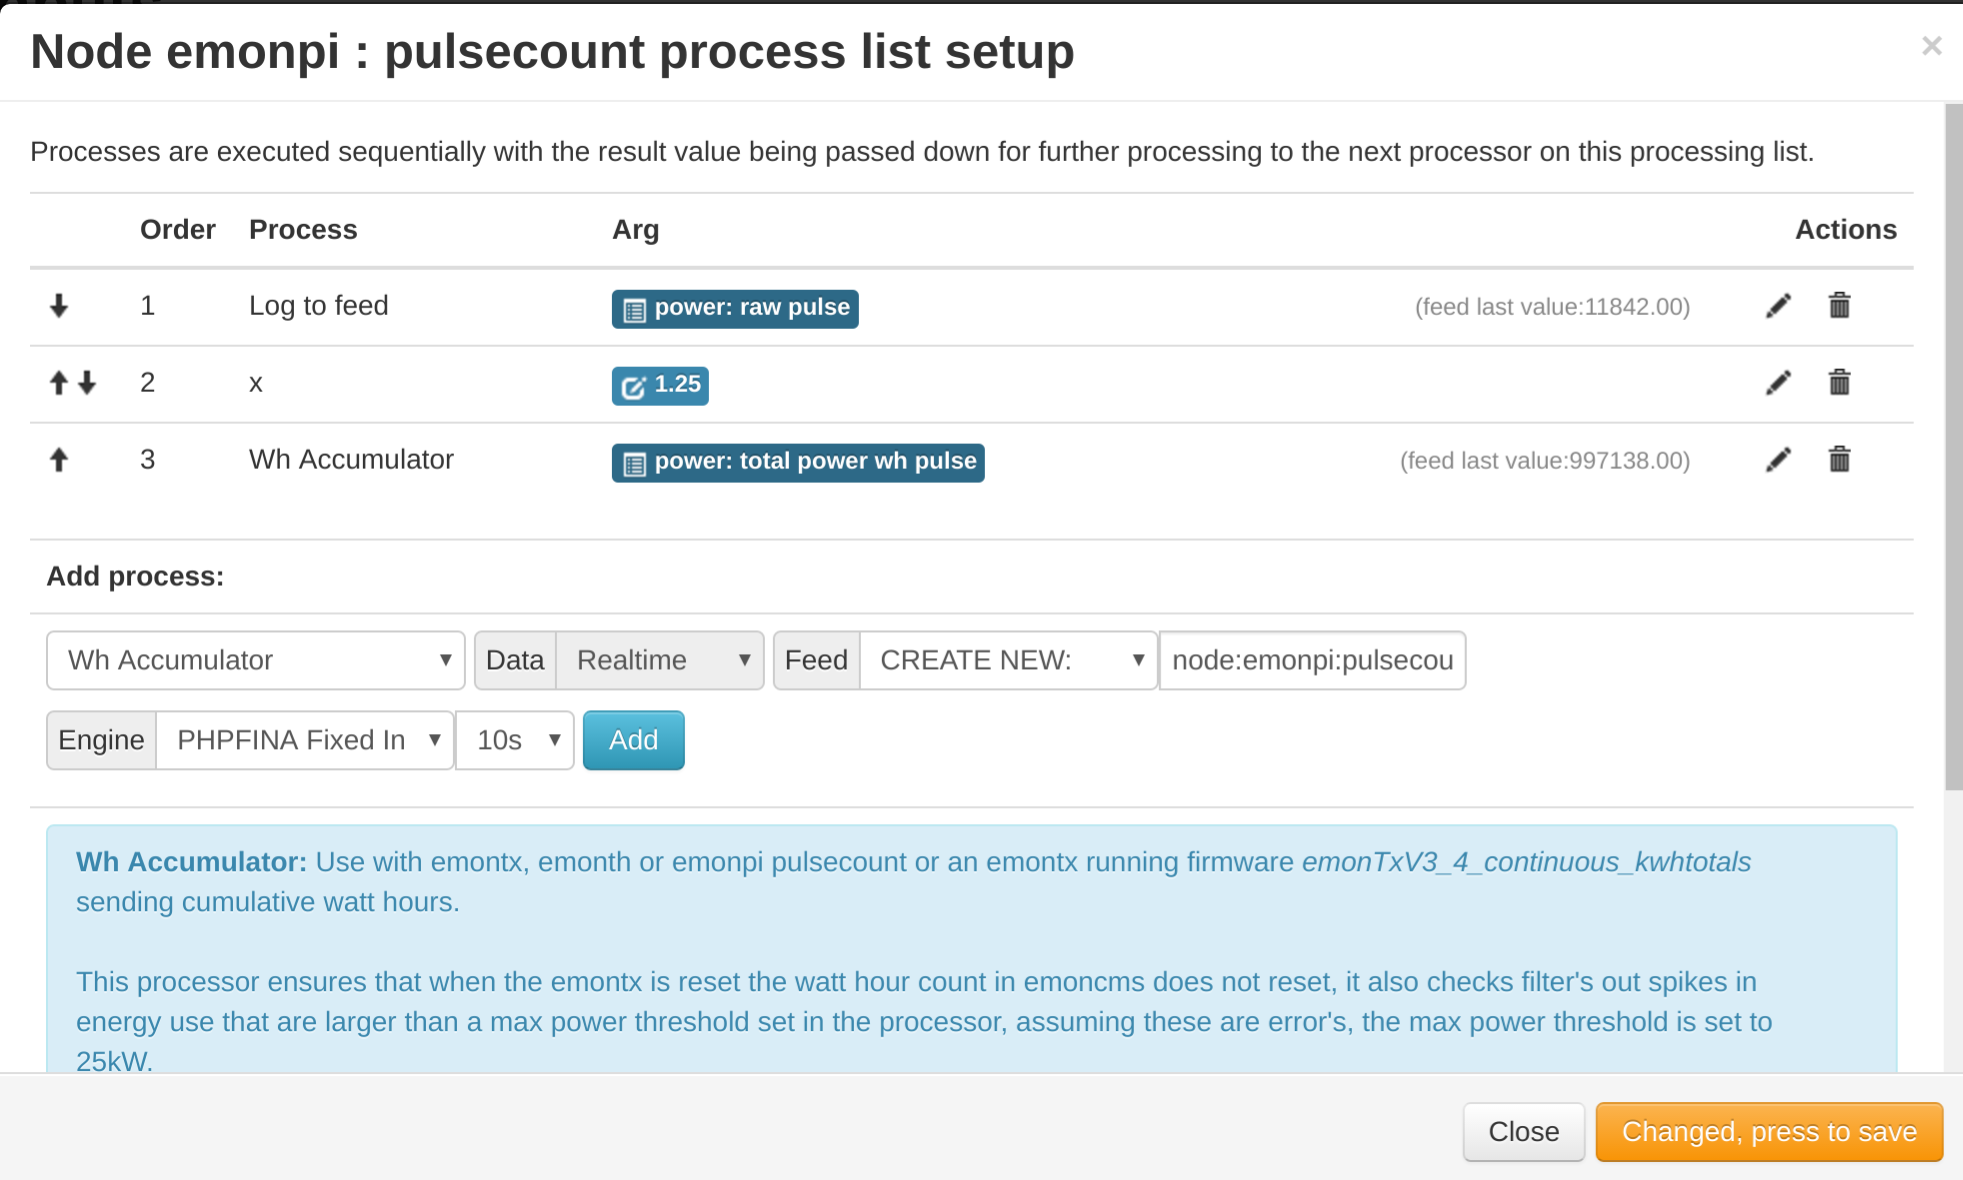 Node emonpi : pulsecount process list setup
×
Processes are executed sequentially with the result value being passed down for further processing to the next processor on this processing list.
Order Process Arg Actions
1 Log to feed power: raw pulse (feed last value:11842.00)
2 x 1.25
3 Wh Accumulator power: total power wh pulse (feed last value:997138.00)
Add process:
Wh Accumulator Data Realtime Feed CREATE NEW: node:emonpi:pulsecou
Engine PHPFINA Fixed In 10s Add
Wh Accumulator: Use with emontx, emonth or emonpi pulsecount or an emontx running firmware emonTxV3_4_continuous_kwhtotals
sending cumulative watt hours.
This processor ensures that when the emontx is reset the watt hour count in emoncms does not reset, it also checks filter's out spikes in
energy use that are larger than a max power threshold set in the processor, assuming these are error's, the max power threshold is set to
25kW.
Close Changed, press to save